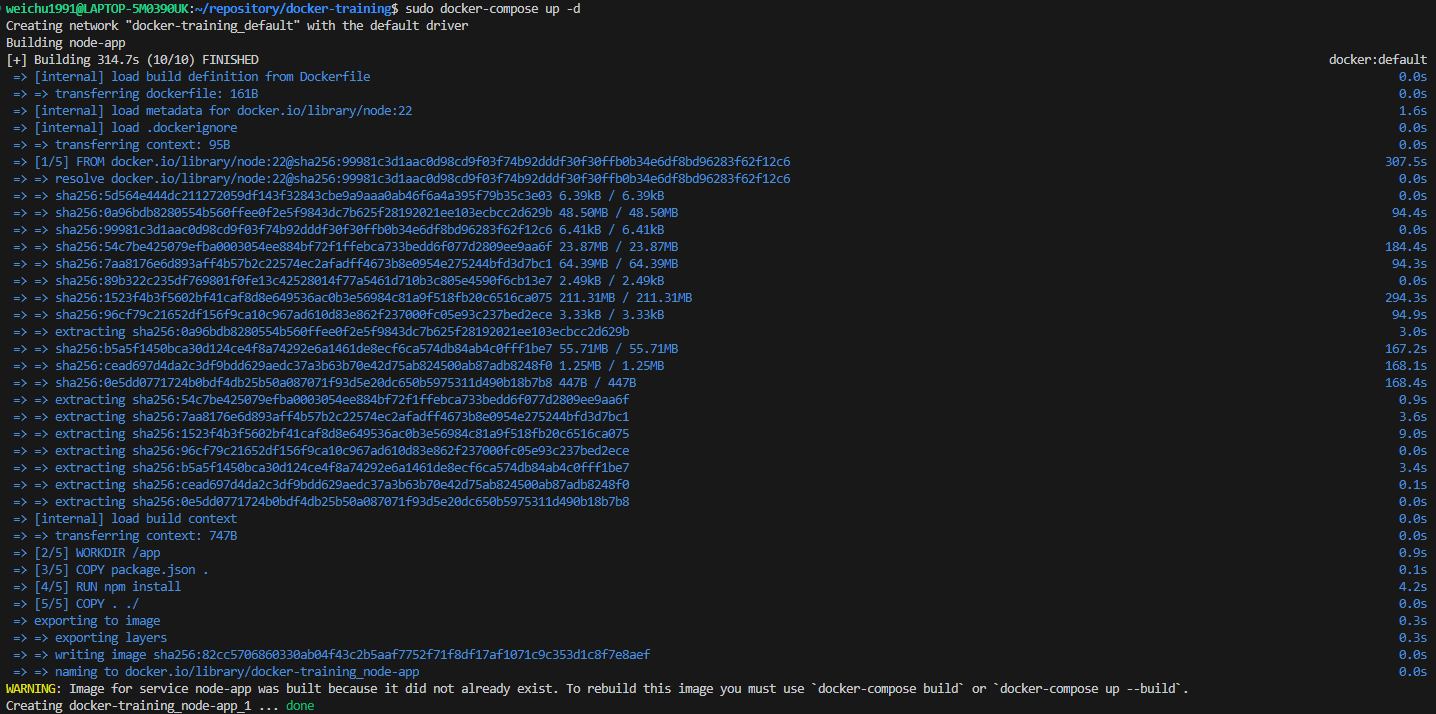 weichu1991@LAPTOP-5M0390UK:~/repository/docker-training$ sudo docker-compose up -d
Creating network "docker-training_default" with the default driver
Building node-app
[+] Building 314.7s (10/10) FINISHED docker:default
=> [internal] load build definition from Dockerfile 0.0s
=> => transferring dockerfile: 161B 0.0s
=> [internal] load metadata for docker.io/library/node:22 1.6s
=> [internal] load .dockerignore 0.0s
=> => transferring context: 95B 0.0s
=> [1/5] FROM docker.io/library/node:22@sha256:99981c3d1aac0d98cd9f03f74b92dddf30f30ffb0b34e6df8bd96283f62f12c6 307.5s
=> => resolve docker.io/library/node:22@sha256:99981c3d1aac0d98cd9f03f74b92dddf30f30ffb0b34e6df8bd96283f62f12c6 0.0s
=> => sha256:5d564e444dc211272059df143f32843cbe9a9aaa0ab46f6a4a395f79b35c3e03 6.39kB / 6.39kB 0.0s
=> => sha256:0a96bdb8280554b560ffee0f2e5f9843dc7b625f28192021ee103ecbcc2d629b 48.50MB / 48.50MB 94.4s
=> => sha256:99981c3d1aac0d98cd9f03f74b92dddf30f30ffb0b34e6df8bd96283f62f12c6 6.41kB / 6.41kB 0.0s
=> => sha256:54c7be425079efba0003054ee884bf72f1ffebca733bedd6f077d2809ee9aa6f 23.87MB / 23.87MB 184.4s
=> => sha256:7aa8176e6d893aff4b57b2c22574ec2afadff4673b8e0954e275244bfd3d7bc1 64.39MB / 64.39MB 94.3s
=> => sha256:89b322c235df769801f0fe13c42528014f77a5461d710b3c805e4590f6cb13e7 2.49kB / 2.49kB 0.0s
=> => sha256:1523f4b3f5602bf41caf8d8e649536ac0b3e56984c81a9f518fb20c6516ca075 211.31MB / 211.31MB 294.3s
=> => sha256:96cf79c21652df156f9ca10c967ad610d83e862f237000fc05e93c237bed2ece 3.33kB / 3.33kB 94.9s
=> => extracting sha256:0a96bdb8280554b560ffee0f2e5f9843dc7b625f28192021ee103ecbcc2d629b 3.0s
=> => sha256:b5a5f1450bca30d124ce4f8a74292e6a1461de8ecf6ca574db84ab4c0fff1be7 55.71MB / 55.71MB 167.2s
=> => sha256:cead697d4da2c3df9bdd629aedc37a3b63b70e42d75ab824500ab87adb8248f0 1.25MB / 1.25MB 168.1s
=> => sha256:0e5dd0771724b0bdf4db25b50a087071f93d5e20dc650b5975311d490b18b7b8 447B / 447B 168.4s
=> => extracting sha256:54c7be425079efba0003054ee884bf72f1ffebca733bedd6f077d2809ee9aa6f 0.9s
=> => extracting sha256:7aa8176e6d893aff4b57b2c22574ec2afadff4673b8e0954e275244bfd3d7bc1 3.6s
=> => extracting sha256:1523f4b3f5602bf41caf8d8e649536ac0b3e56984c81a9f518fb20c6516ca075 9.0s
=> => extracting sha256:96cf79c21652df156f9ca10c967ad610d83e862f237000fc05e93c237bed2ece 0.0s
=> => extracting sha256:b5a5f1450bca30d124ce4f8a74292e6a1461de8ecf6ca574db84ab4c0fff1be7 3.4s
=> => extracting sha256:cead697d4da2c3df9bdd629aedc37a3b63b70e42d75ab824500ab87adb8248f0 0.1s
=> => extracting sha256:0e5dd0771724b0bdf4db25b50a087071f93d5e20dc650b5975311d490b18b7b8 0.0s
=> [internal] load build context 0.0s
=> => transferring context: 747B 0.0s
=> [2/5] WORKDIR /app 0.9s
=> [3/5] COPY package.json . 0.1s
=> [4/5] RUN npm install 4.2s
=> [5/5] COPY . ./ 0.0s
=> exporting to image 0.3s
=> => exporting layers 0.3s
=> => writing image sha256:82cc5706860330ab04f43c2b5aaf7752f71f8df17af1071c9c353d1c8f7e8aef 0.0s
=> => naming to docker.io/library/docker-training_node-app 0.0s
WARNING: Image for service node-app was built because it did not already exist. To rebuild this image you must use `docker-compose build` or `docker-compose up --build`.
Creating docker-training_node-app_1 ... done